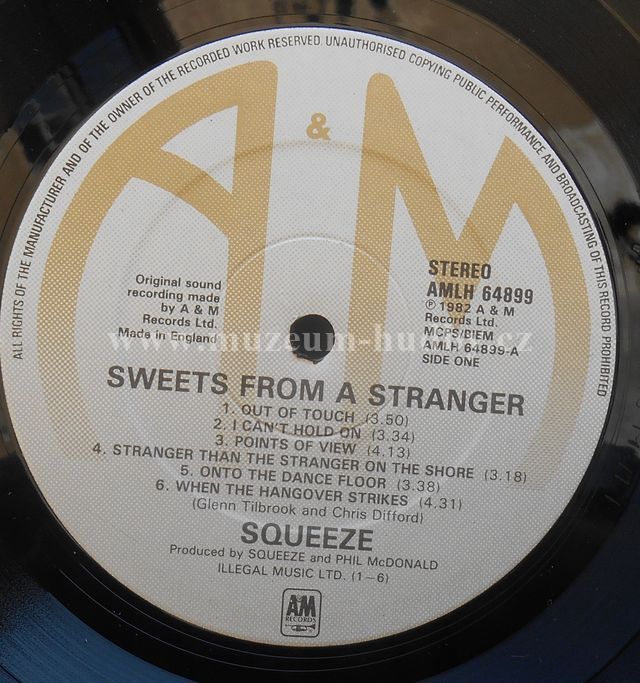 ALL RIGHTS OF THE MANUFACTURER AND OF THE OWNER OF THE RECORDED WORK RESERVED. UNAUTHORISED COPYING PUBLIC PERFORMANCE AND BROADCASTING OF THIS RECORD PROHIBITED
A & M
Original sound
recording made
by A & M
Records Ltd.
Made in England
STEREO
AMLH 64899
℗ 1982 A & M
Records Ltd.
MCPS/BIEM
AMLH 64899-A
SIDE ONE
SWEETS FROM A STRANGER
1. OUT OF TOUCH (3.50)
2. I CAN'T HOLD ON (3.34)
3. POINTS OF VIEW (4.13)
4. STRANGER THAN THE STRANGER ON THE SHORE (3.18)
5. ONTO THE DANCE FLOOR (3.38)
6. WHEN THE HANGOVER STRIKES (4.31)
(Glenn Tilbrook and Chris Difford)
SQUEEZE
Produced by SQUEEZE and PHIL McDONALD
ILLEGAL MUSIC LTD. (1-6)
AM
RECORDS